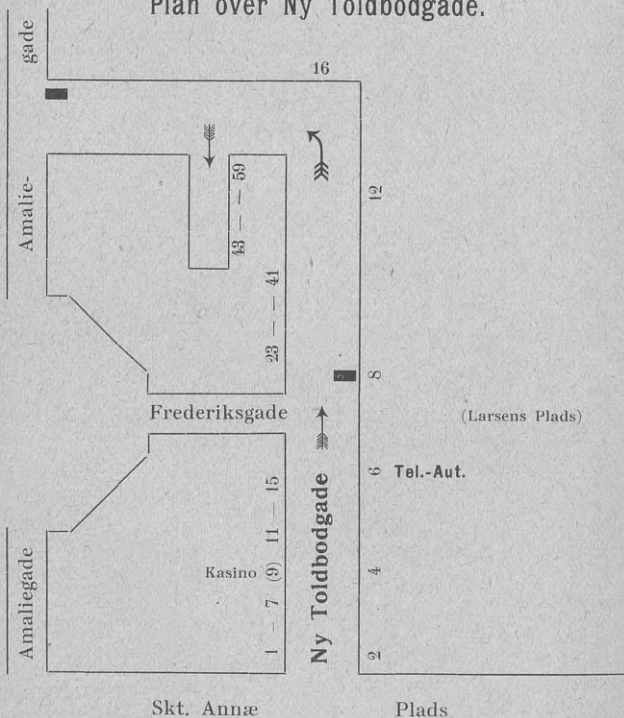 Plan over Ny Toldbodgade.
gade
16
Amalie-
43 — — 59
12
23 — — 41
8
Frederiksgade
(Larsens Plads)
6 Tel.-Aut.
Ny Toldbodgade
Amaliegade
Kasino
1 — 7 (9) 11 — 15
4
2
Skt. Annæ Plads